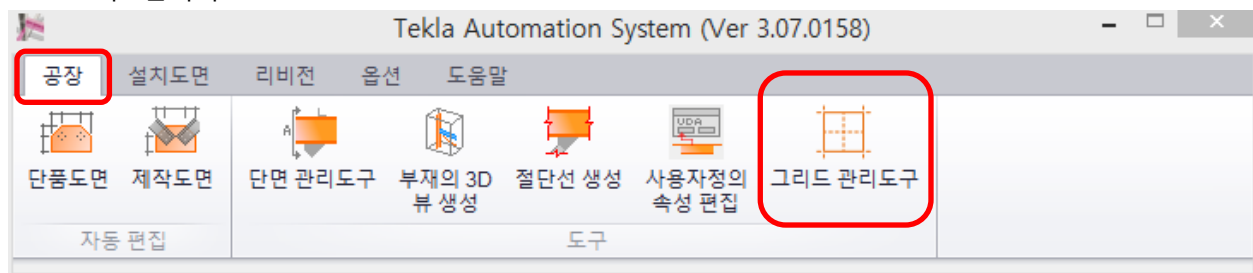 Tekla Automation System (Ver 3.07.0158)
공장 설치도면 리비전 옵션 도움말
A
UDA
단품도면 제작도면 단면 관리도구 부재의 3D 절단선 생성 사용자정의 그리드 관리도구
뷰 생성 속성 편집
자동 편집 도구